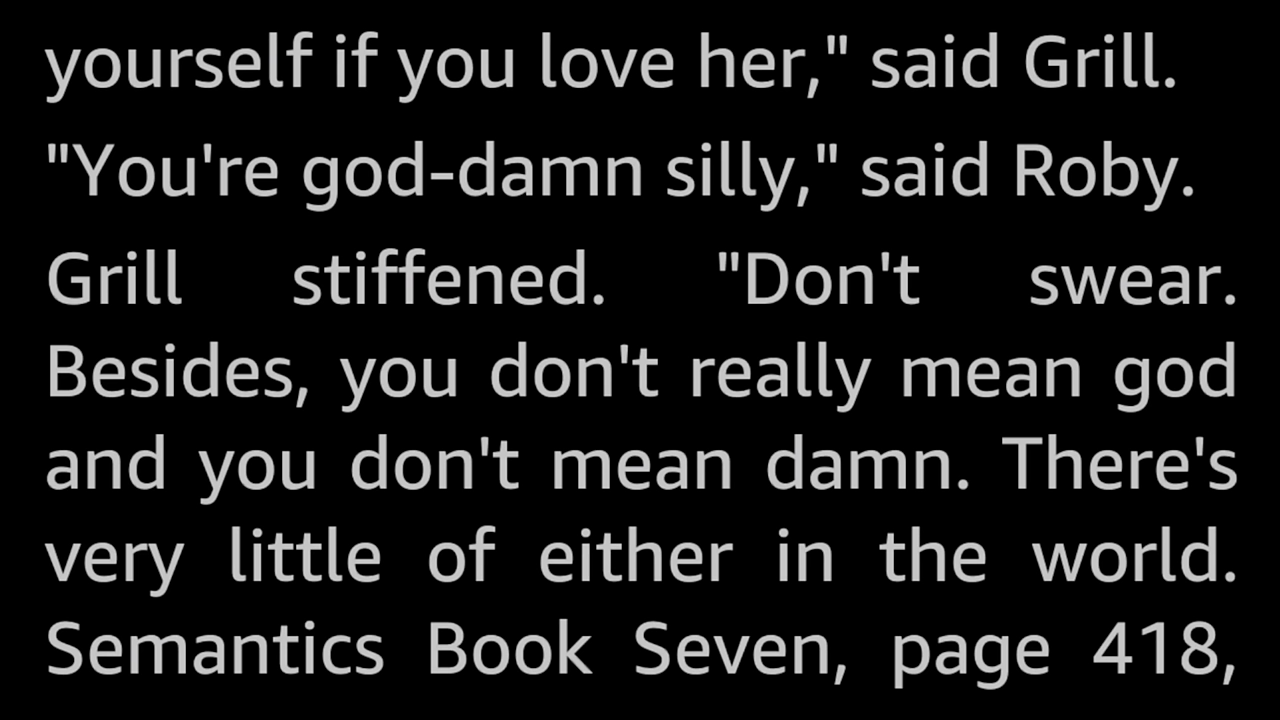 yourself if you love her," said Grill.
"You're god-damn silly," said Roby.
Grill stiffened. "Don't swear.
Besides, you don't really mean god
and you don't mean damn. There's
very little of either in the world.
Semantics Book Seven, page 418,